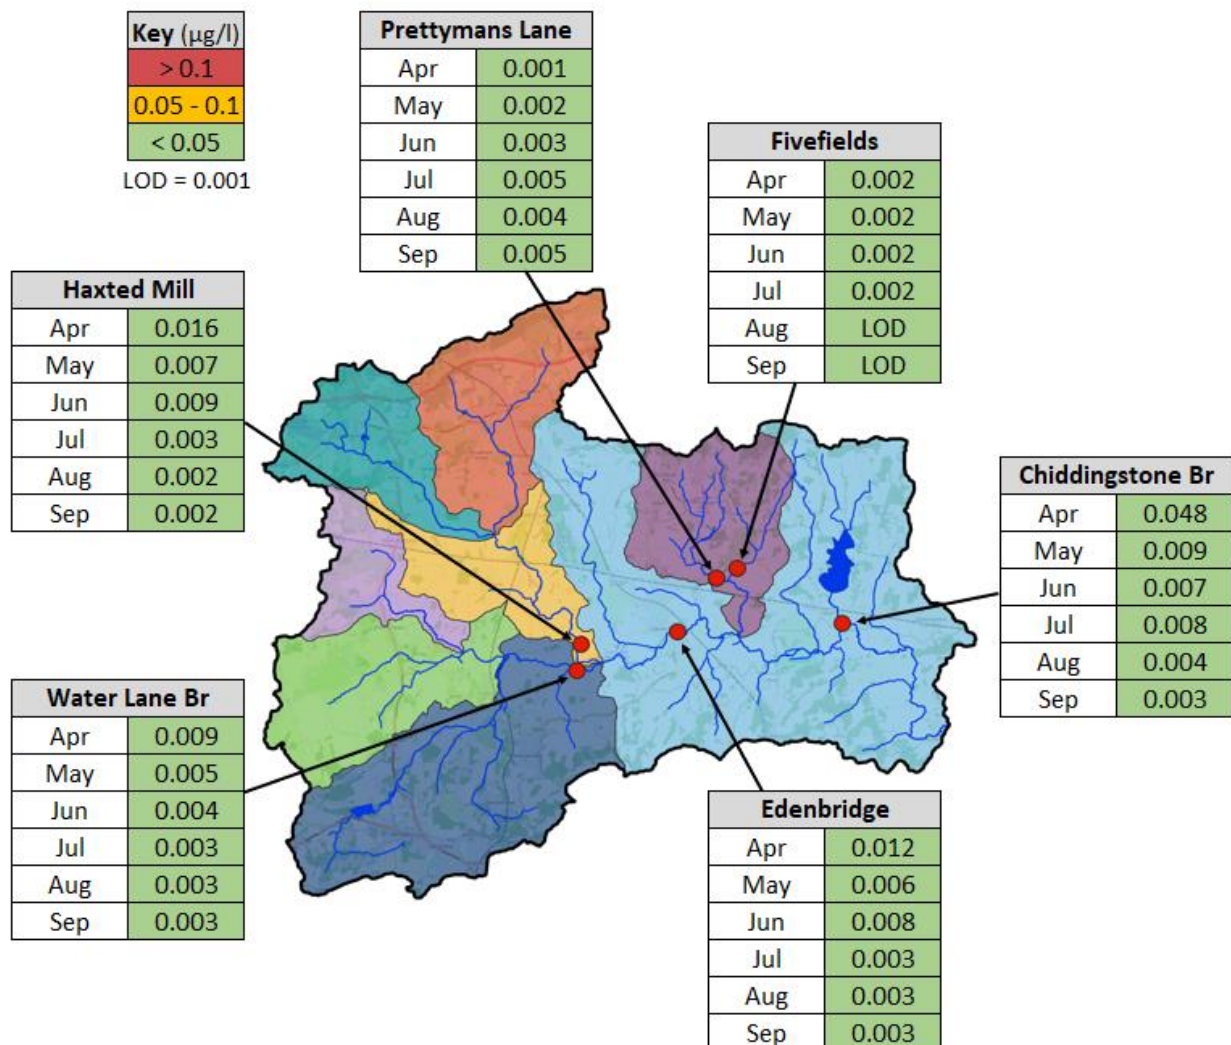 Key (µg/l)
> 0.1
0.05 - 0.1
< 0.05
LOD = 0.001
Prettymans Lane
Apr 0.001
May 0.002
Jun 0.003
Jul 0.005
Aug 0.004
Sep 0.005
Fivefields
Apr 0.002
May 0.002
Jun 0.002
Jul 0.002
Aug LOD
Sep LOD
Haxted Mill
Apr 0.016
May 0.007
Jun 0.009
Jul 0.003
Aug 0.002
Sep 0.002
Chiddingstone Br
Apr 0.048
May 0.009
Jun 0.007
Jul 0.008
Aug 0.004
Sep 0.003
Water Lane Br
Apr 0.009
May 0.005
Jun 0.004
Jul 0.003
Aug 0.003
Sep 0.003
Edenbridge
Apr 0.012
May 0.006
Jun 0.008
Jul 0.003
Aug 0.003
Sep 0.003